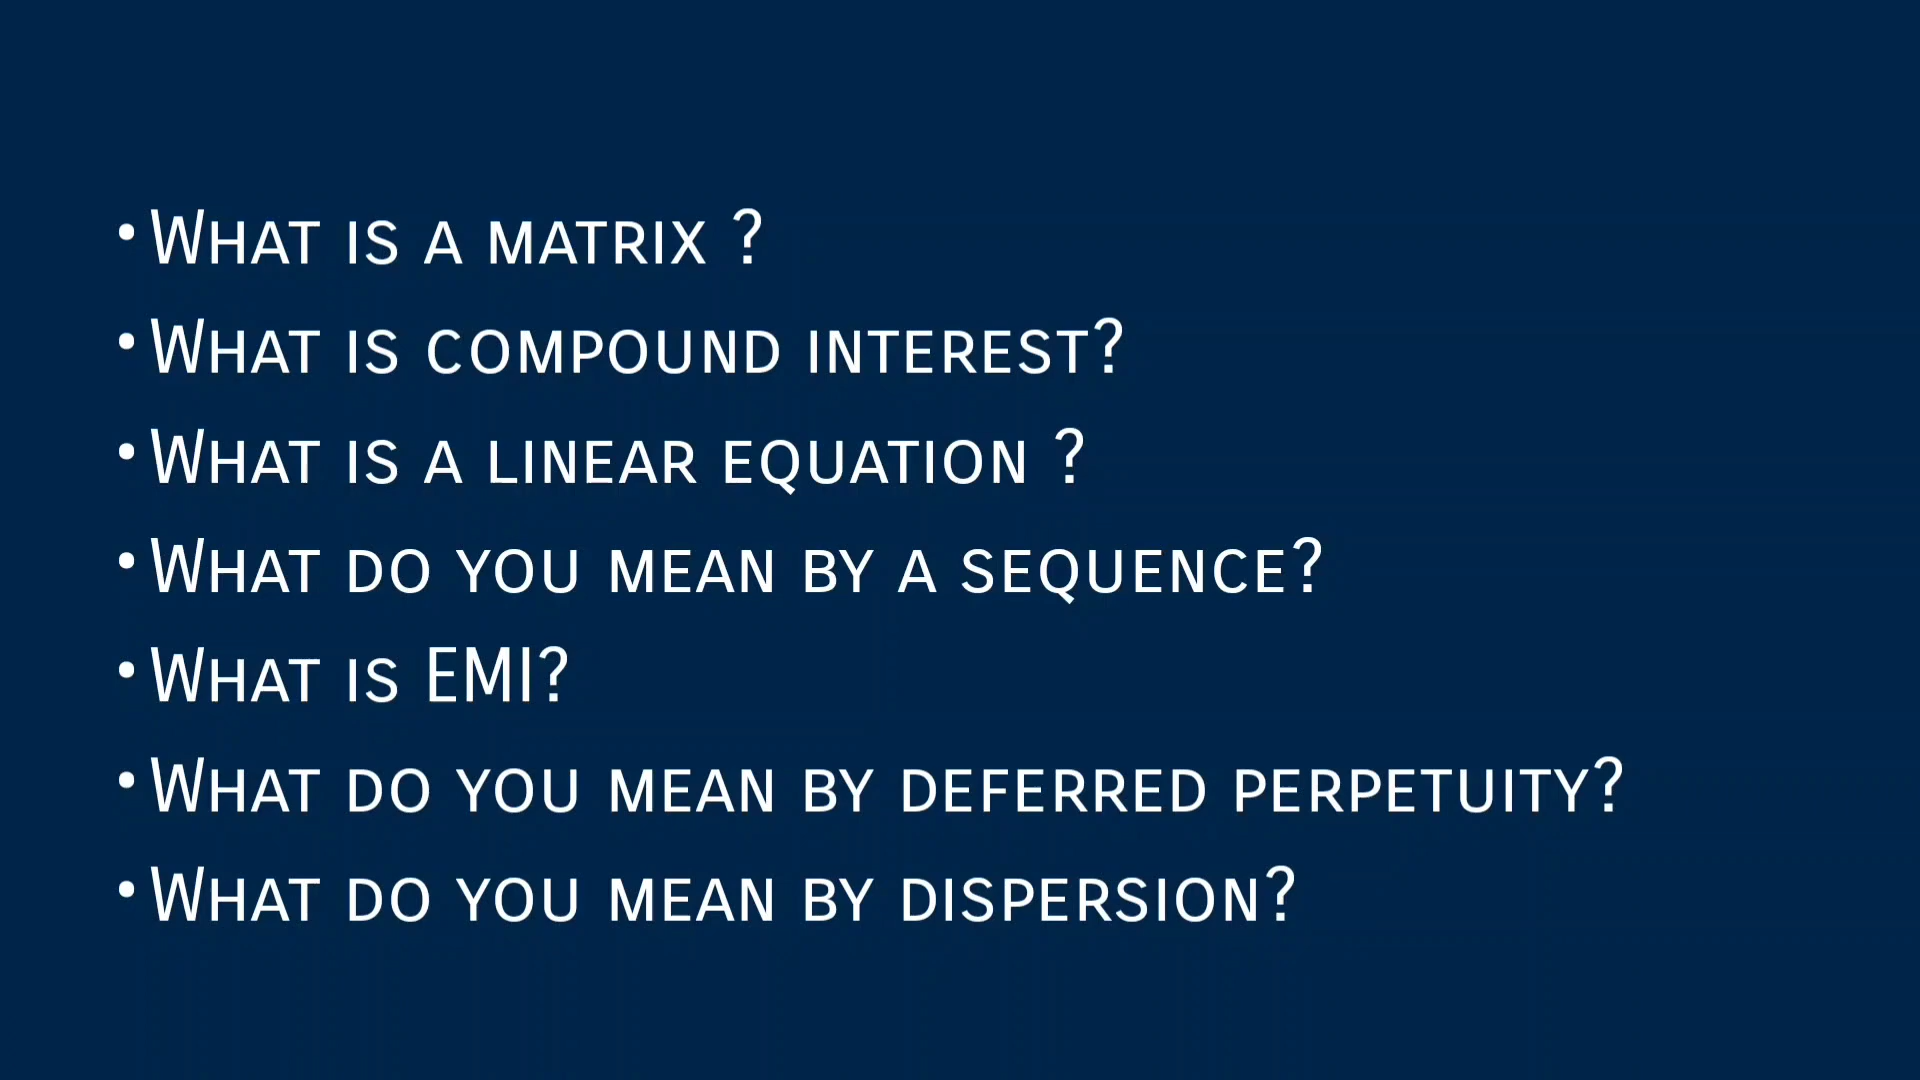 • What is a matrix ?
• What is compound interest?
• What is a linear equation ?
• What do you mean by a sequence?
• What is EMI?
• What do you mean by deferred perpetuity?
• What do you mean by dispersion?